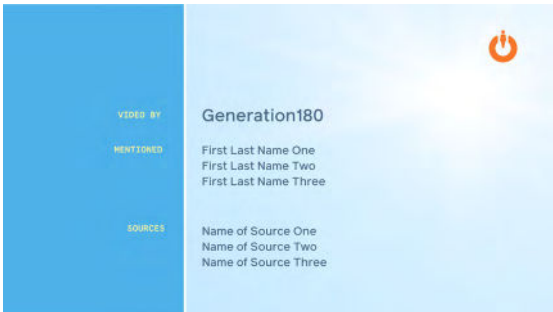 VIDEO BY
Generation180
MENTIONED
First Last Name One
First Last Name Two
First Last Name Three
SOURCES
Name of Source One
Name of Source Two
Name of Source Three